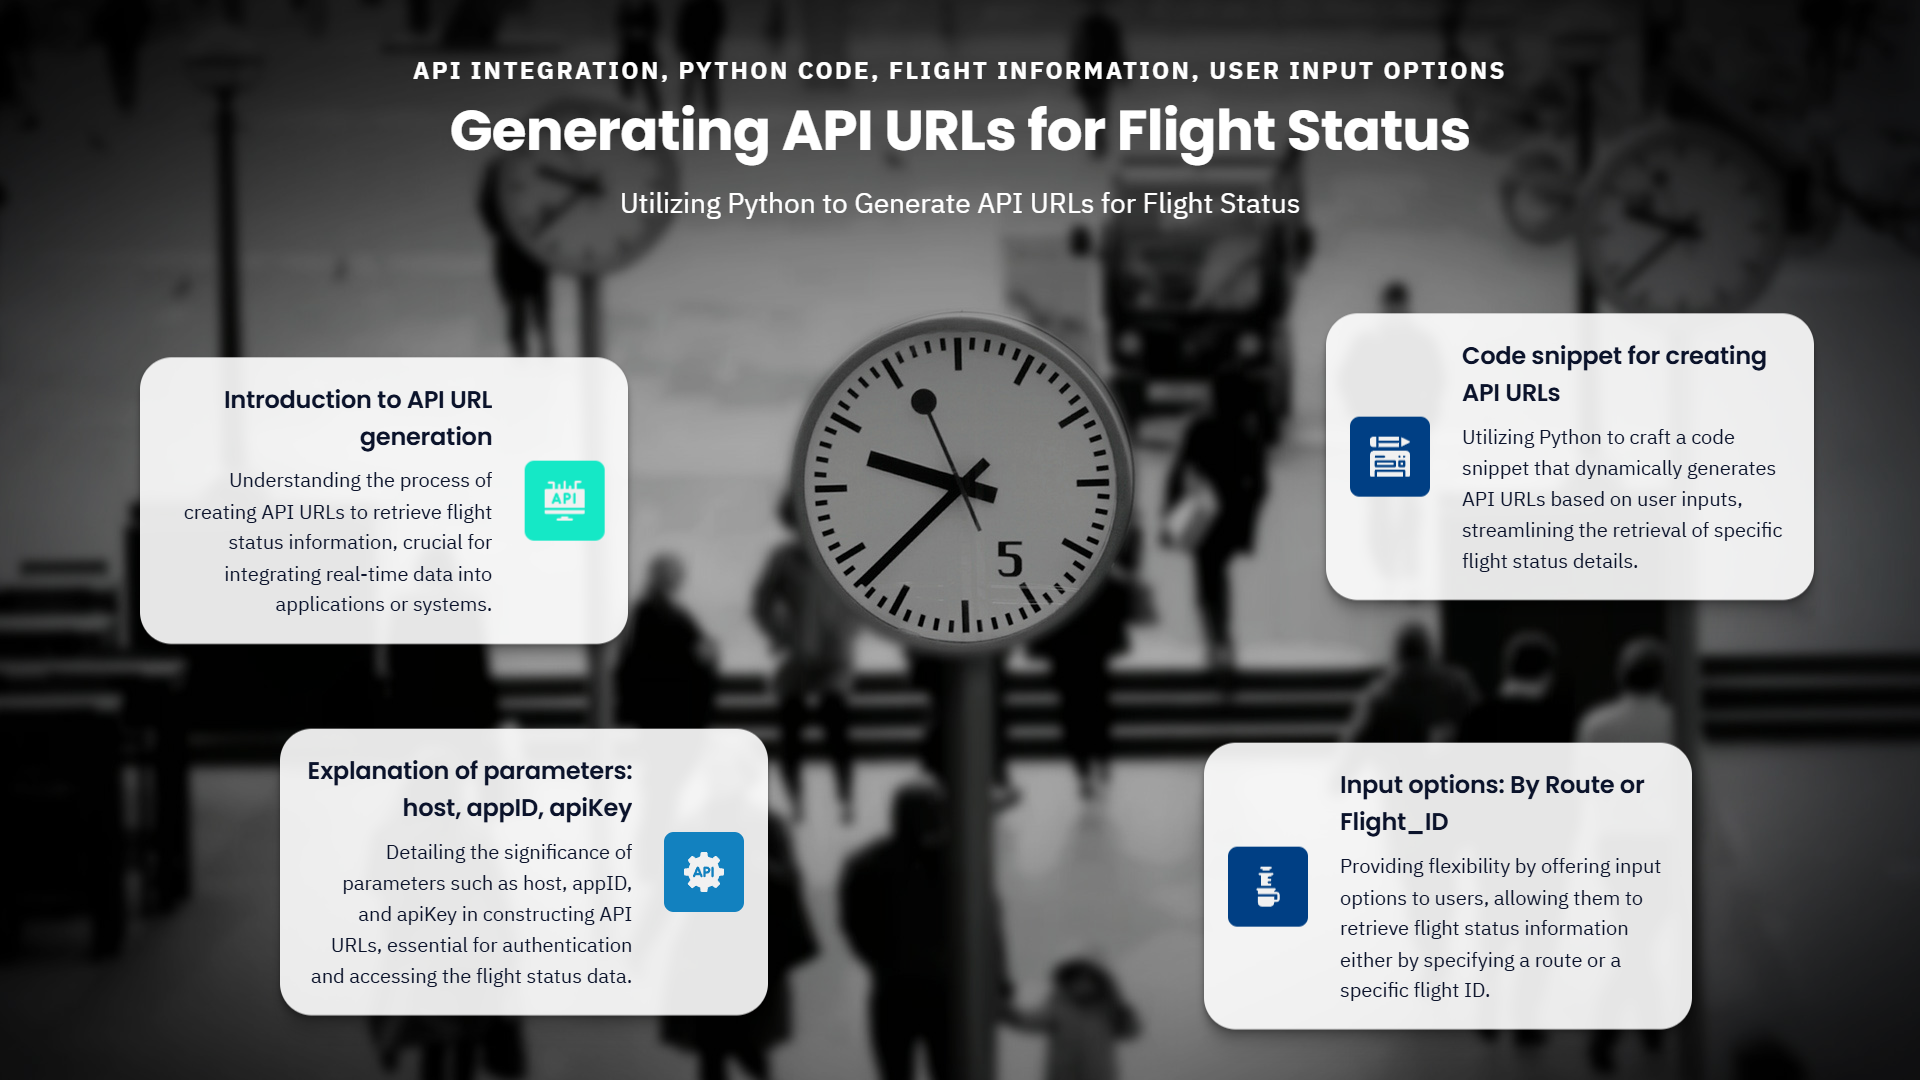 API INTEGRATION, PYTHON CODE, FLIGHT INFORMATION, USER INPUT OPTIONS
Generating API URLs for Flight Status
Utilizing Python to Generate API URLs for Flight Status
Introduction to API URL
generation
Understanding the process of
creating API URLs to retrieve flight
status information, crucial for
integrating real-time data into
applications or systems.
API
Code snippet for creating
API URLs
Utilizing Python to craft a code
snippet that dynamically generates
API URLs based on user inputs,
streamlining the retrieval of specific
flight status details.
5
Explanation of parameters:
host, appID, apiKey
Detailing the significance of
parameters such as host, appID,
and apiKey in constructing API
URLs, essential for authentication
and accessing the flight status data.
API
Input options: By Route or
Flight_ID
Providing flexibility by offering input
options to users, allowing them to
retrieve flight status information
either by specifying a route or a
specific flight ID.